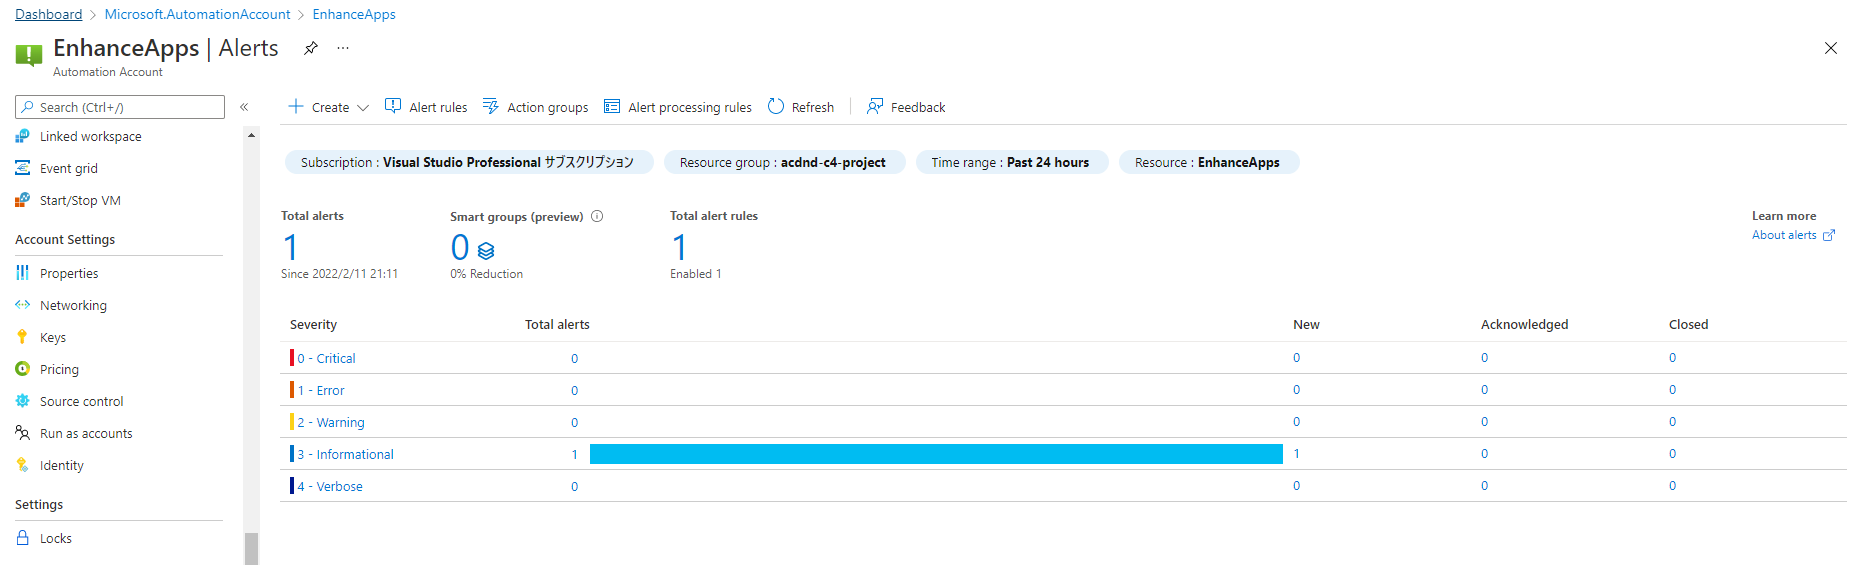 Dashboard > Microsoft.AutomationAccount > EnhanceApps
EnhanceApps | Alerts ...
Automation Account
Search (Ctrl+/) «
Linked workspace
Event grid
Start/Stop VM
Account Settings
Properties
Networking
Keys
Pricing
Source control
Run as accounts
Identity
Settings
Locks
Create Alert rules Action groups Alert processing rules Refresh Feedback
Subscription : Visual Studio Professional サブスクリプション Resource group : acdnd-c4-project Time range : Past 24 hours Resource : EnhanceApps
Total alerts
1
Since 2022/2/11 21:11
Smart groups (preview)
0
0% Reduction
Total alert rules
1
Enabled 1
Learn more
About alerts
Severity Total alerts New Acknowledged Closed
0 - Critical 0 0 0 0
1 - Error 0 0 0 0
2 - Warning 0 0 0 0
3 - Informational 1 1 0 0
4 - Verbose 0 0 0 0